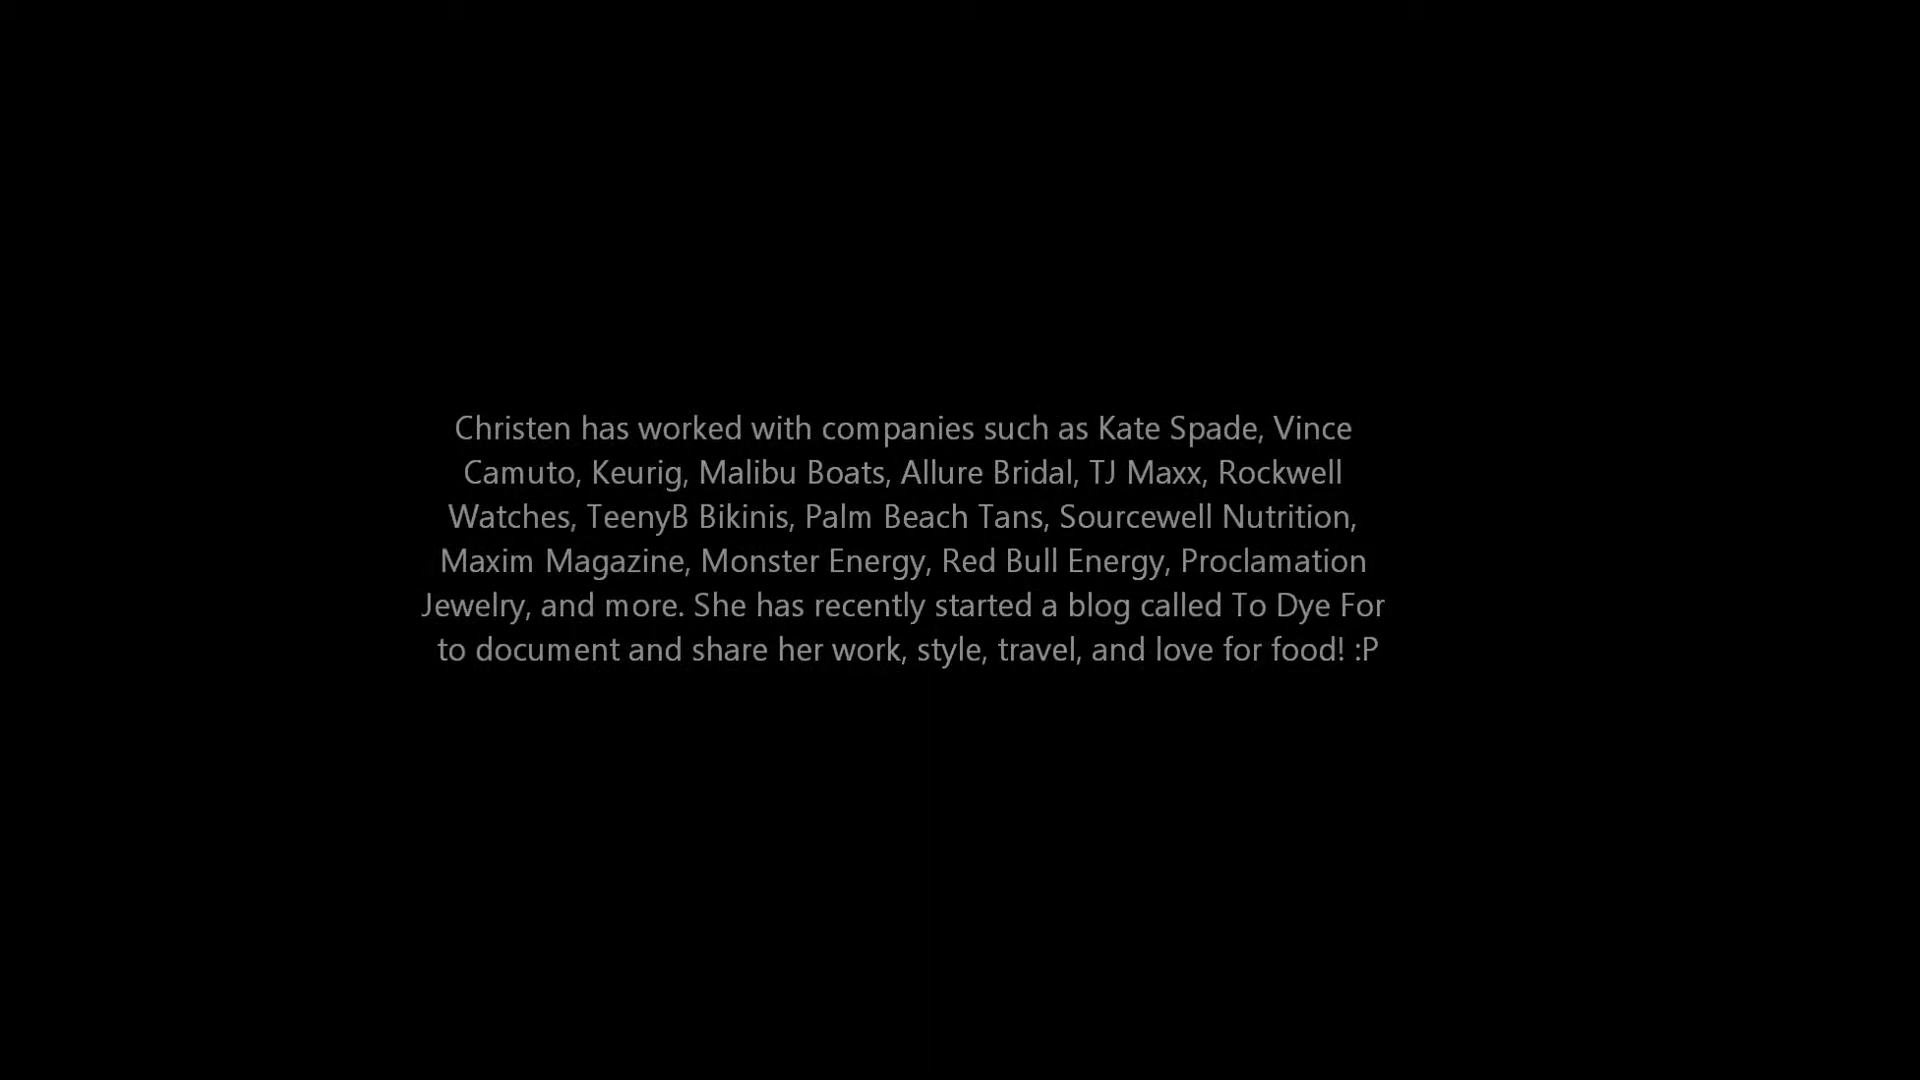 Christen has worked with companies such as Kate Spade, Vince
Camuto, Keurig, Malibu Boats, Allure Bridal, TJ Maxx, Rockwell
Watches, TeenyB Bikinis, Palm Beach Tans, Sourcewell Nutrition,
Maxim Magazine, Monster Energy, Red Bull Energy, Proclamation
Jewelry, and more. She has recently started a blog called To Dye For
to document and share her work, style, travel, and love for food! :P